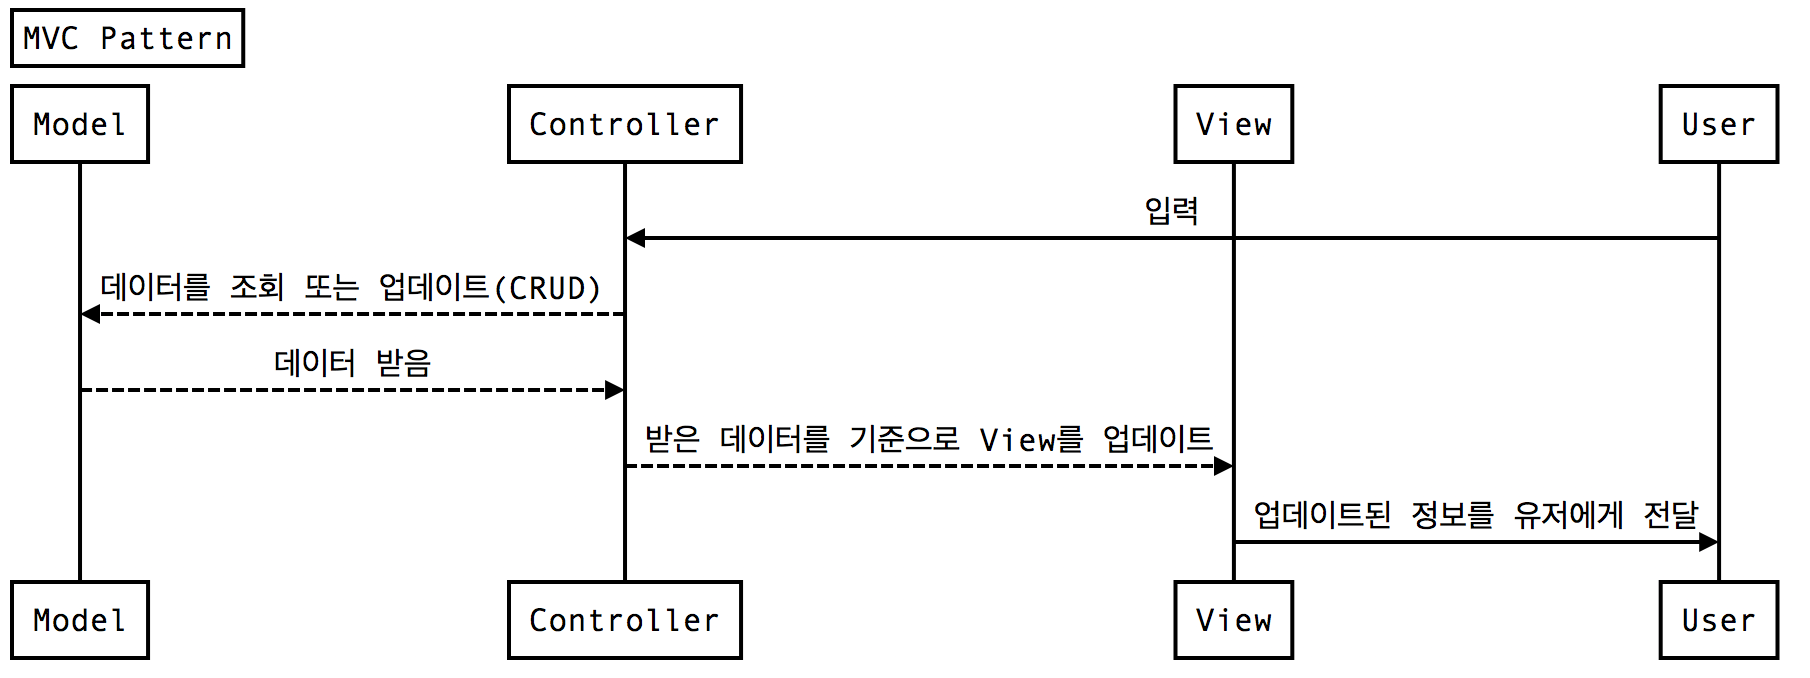 MVC Pattern
Model
Controller
View
User
입력
데이터를 조회 또는 업데이트(CRUD)
데이터 받음
받은 데이터를 기준으로 View를 업데이트
업데이트된 정보를 유저에게 전달
Model
Controller
View
User